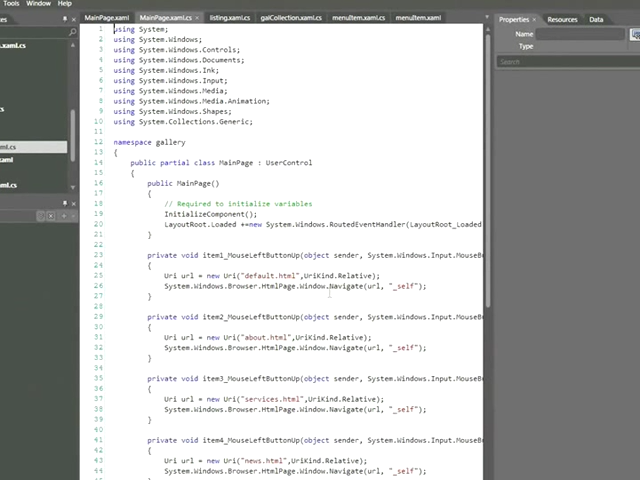 Tools Window Help
MainPage.xaml MainPage.xaml.cs × listing.xaml.cs galCollection.xaml.cs menuItem.xaml.cs menuItem.xaml
Properties × Resources Data
Name
Type
Search
.xaml.cs
1 using System;
2 using System.Windows;
3 using System.Windows.Controls;
4 using System.Windows.Documents;
5 using System.Windows.Ink;
6 using System.Windows.Input;
7 using System.Windows.Media;
8 using System.Windows.Media.Animation;
9 using System.Windows.Shapes;
10 using System.Collections.Generic;
11
12 namespace gallery
13 {
14 public partial class MainPage : UserControl
15 {
16 public MainPage()
17 {
18 // Required to initialize variables
19 InitializeComponent();
20 LayoutRoot.Loaded +=new System.Windows.RoutedEventHandler(LayoutRoot_Loaded
21 }
22
23 private void item1_MouseLeftButtonUp(object sender, System.Windows.Input.MouseBu
24 {
25 Uri url = new Uri("default.html",UriKind.Relative);
26 System.Windows.Browser.HtmlPage.Window.Navigate(url, "_self");
27 }
28
29 private void item2_MouseLeftButtonUp(object sender, System.Windows.Input.MouseBu
30 {
31 Uri url = new Uri("about.html",UriKind.Relative);
32 System.Windows.Browser.HtmlPage.Window.Navigate(url, "_self");
33 }
34
35 private void item3_MouseLeftButtonUp(object sender, System.Windows.Input.MouseBu
36 {
37 Uri url = new Uri("services.html",UriKind.Relative);
38 System.Windows.Browser.HtmlPage.Window.Navigate(url, "_self");
39 }
40
41 private void item4_MouseLeftButtonUp(object sender, System.Windows.Input.MouseBu
42 {
43 Uri url = new Uri("news.html",UriKind.Relative);
44 System.Windows.Browser.HtmlPage.Window.Navigate(url, "_self");